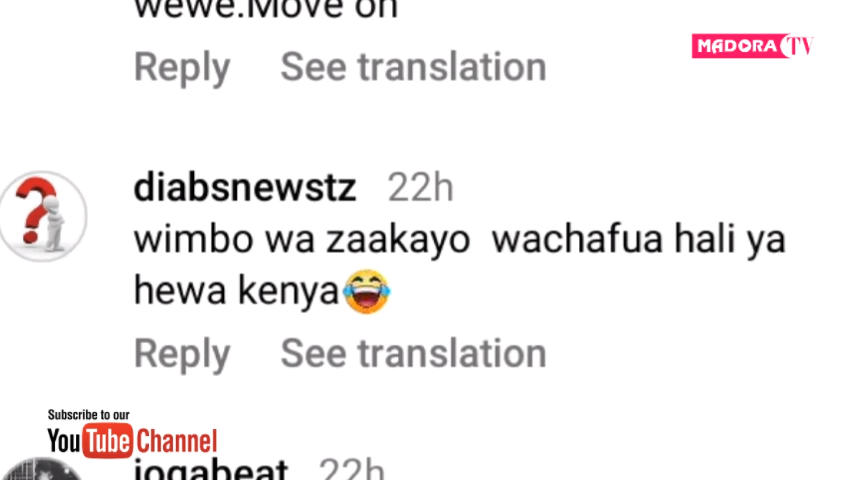 wewe.Move on
Reply See translation
MADORA TV
diabsnewstz 22h
wimbo wa zaakayo wachafua hali ya
hewa kenya😂
Reply See translation
Subscribe to our
YouTube Channel
jogabeat 22h